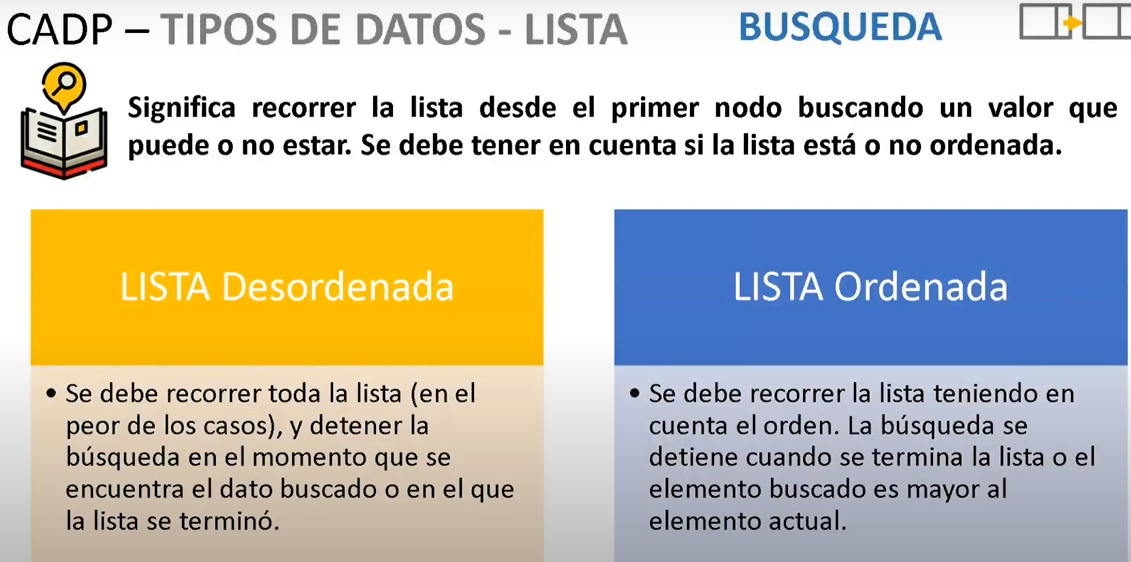 CADP – TIPOS DE DATOS - LISTA
BUSQUEDA
Significa recorrer la lista desde el primer nodo buscando un valor que
puede o no estar. Se debe tener en cuenta si la lista está o no ordenada.
LISTA Desordenada
• Se debe recorrer toda la lista (en el
peor de los casos), y detener la
búsqueda en el momento que se
encuentra el dato buscado o en el que
la lista se terminó.
LISTA Ordenada
• Se debe recorrer la lista teniendo en
cuenta el orden. La búsqueda se
detiene cuando se termina la lista o el
elemento buscado es mayor al
elemento actual.